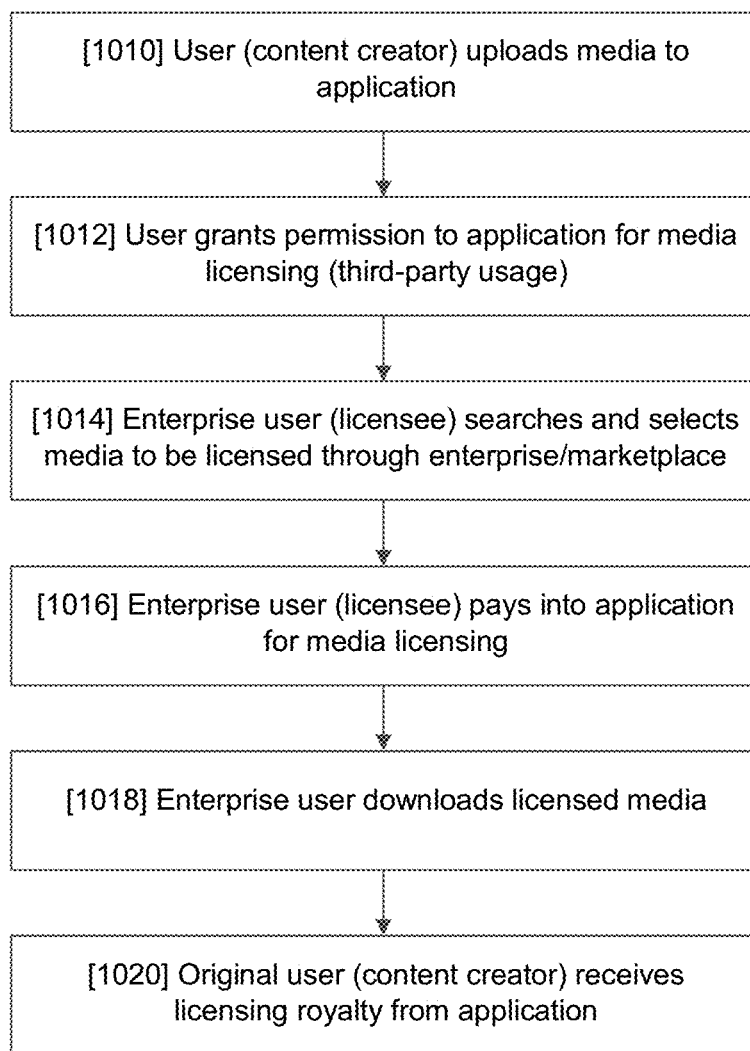 [1010] User (content creator) uploads media to
application
[1012] User grants permission to application for media
licensing (third-party usage)
[1014] Enterprise user (licensee) searches and selects
media to be licensed through enterprise/marketplace
[1016] Enterprise user (licensee) pays into application
for media licensing
[1018] Enterprise user downloads licensed media
[1020] Original user (content creator) receives
licensing royalty from application